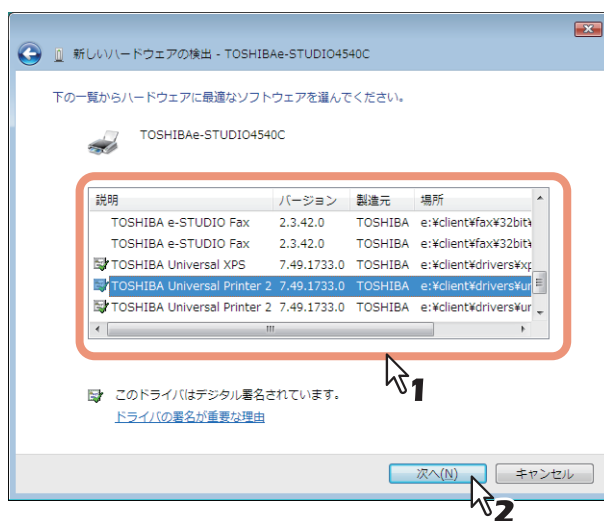 新しいハードウェアの検出 - TOSHIBAe-STUDIO4540C
下の一覧からハードウェアに最適なソフトウェアを選んでください。
TOSHIBAe-STUDIO4540C
説明 バージョン 製造元 場所
TOSHIBA e-STUDIO Fax 2.3.42.0 TOSHIBA e:¥client¥fax¥32bit¥
TOSHIBA e-STUDIO Fax 2.3.42.0 TOSHIBA e:¥client¥fax¥32bit¥
TOSHIBA Universal XPS 7.49.1733.0 TOSHIBA e:¥client¥drivers¥xp
TOSHIBA Universal Printer 2 7.49.1733.0 TOSHIBA e:¥client¥drivers¥ur
TOSHIBA Universal Printer 2 7.49.1733.0 TOSHIBA e:¥client¥drivers¥ur
1
このドライバはデジタル署名されています。
ドライバの署名が重要な理由
次へ(N) キャンセル
2